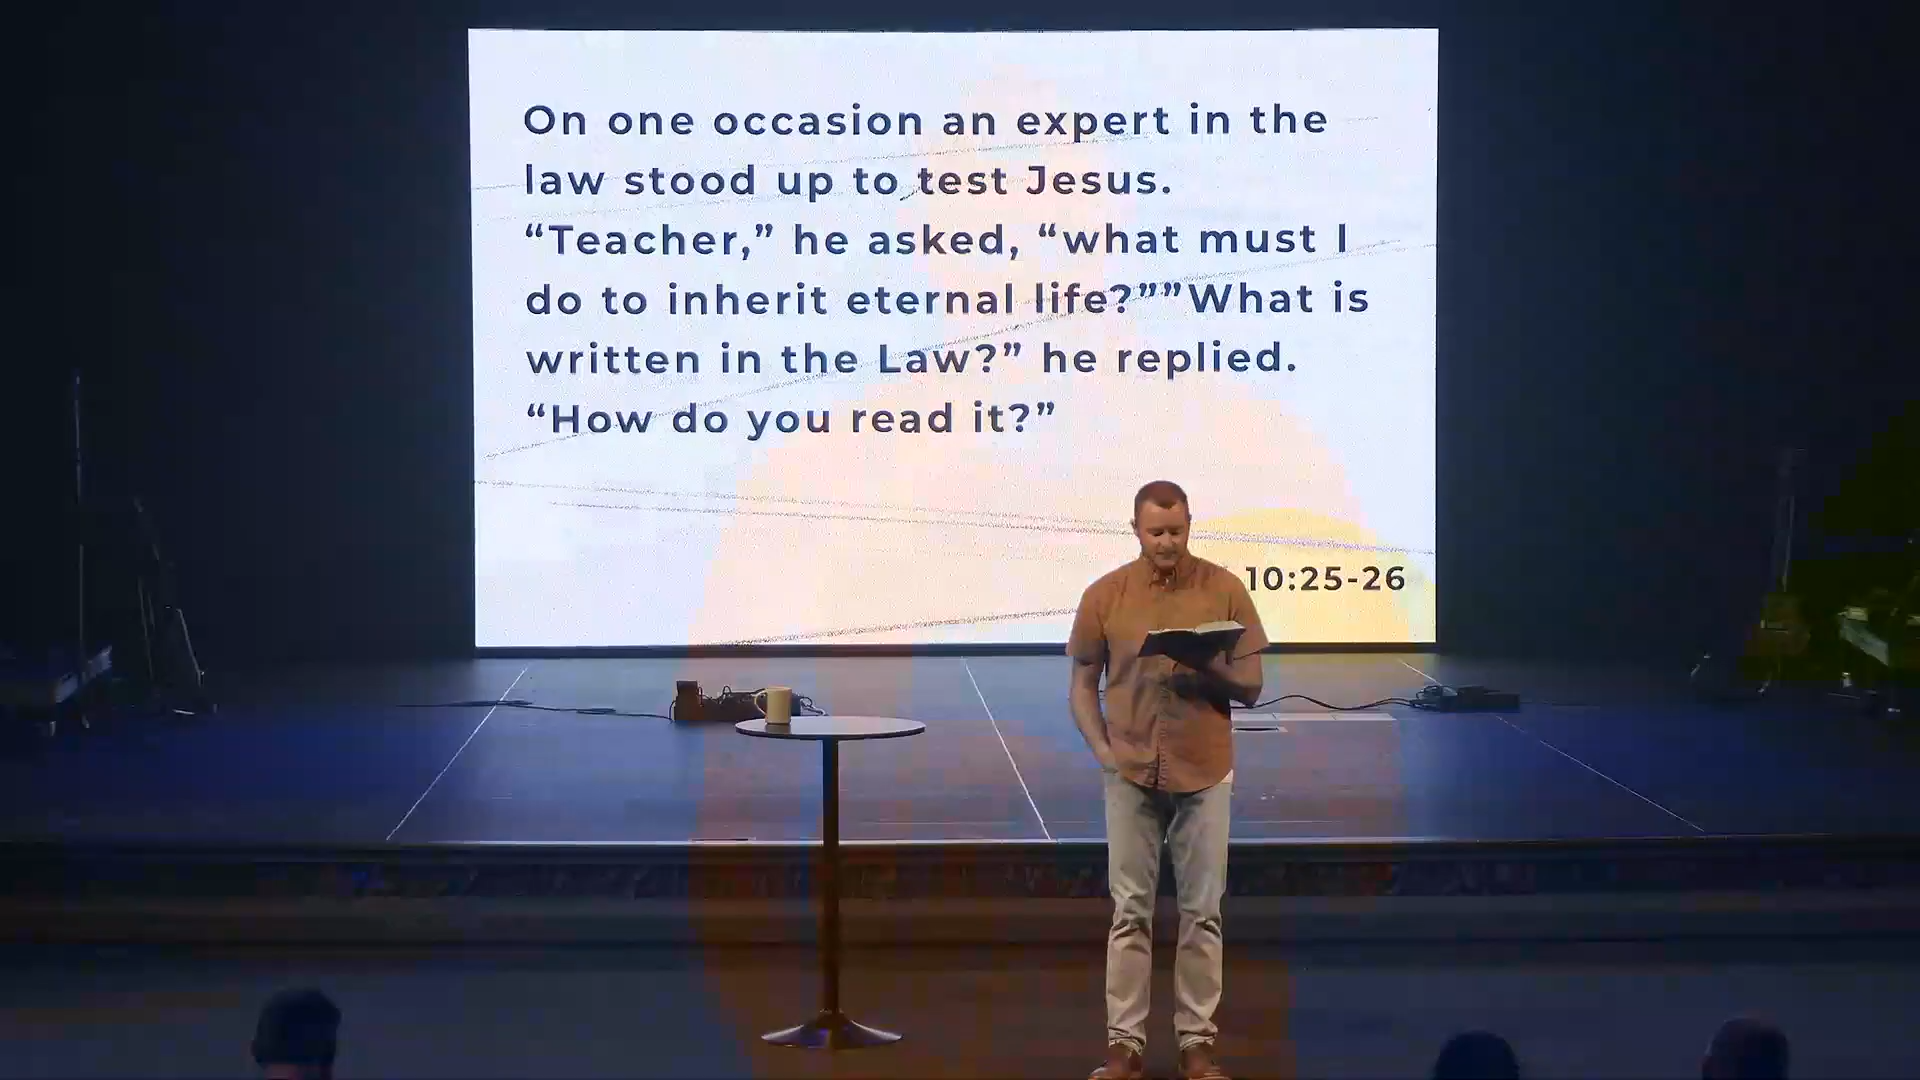 On one occasion an expert in the
law stood up to test Jesus.
“Teacher,” he asked, “what must I
do to inherit eternal life?””What is
written in the Law?” he replied.
“How do you read it?”
10:25-26